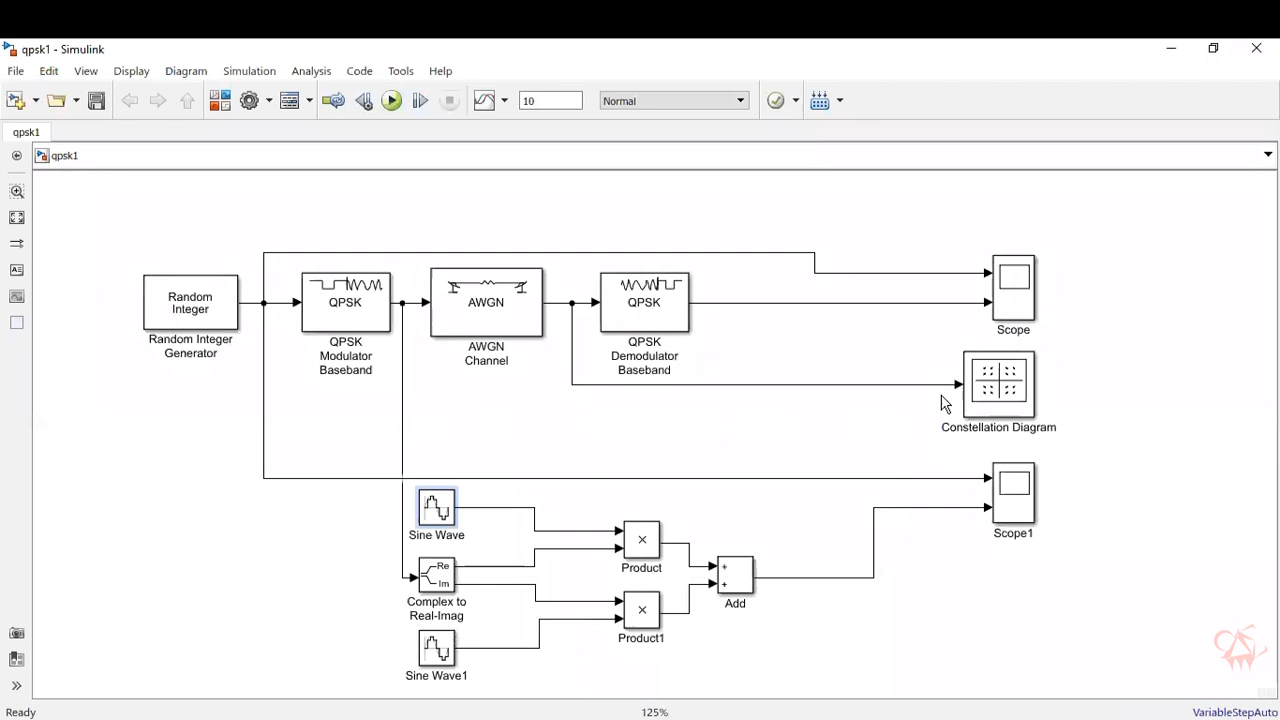 qpsk1 - Simulink
File Edit View Display Diagram Simulation Analysis Code Tools Help
10 Normal
qpsk1
qpsk1
Random
Integer
Random Integer
Generator
QPSK
QPSK
Modulator
Baseband
AWGN
AWGN
Channel
QPSK
QPSK
Demodulator
Baseband
Scope
Constellation Diagram
Scope1
Sine Wave
Re
Im
Complex to
Real-Imag
Sine Wave1
×
Product
×
Product1
+
+
Add
Ready 125% VariableStepAuto